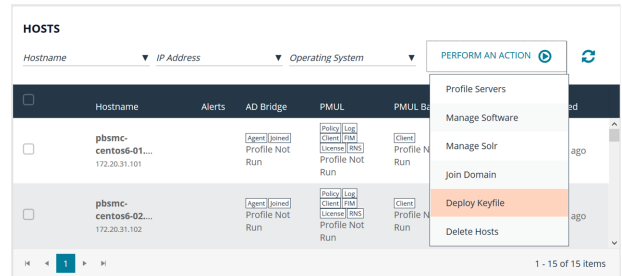 HOSTS
Hostname ▼ IP Address ▼ Operating System ▼ PERFORM AN ACTION
Profile Servers
Manage Software
Manage Solr
Join Domain
Deploy Keyfile
Delete Hosts
Hostname Alerts AD Bridge PMUL PMUL Ba ed
pbsmc-
centos6-01....
172.20.31.101
Agent Joined
Profile Not
Run
Policy Log
Client FIM
License RNS
Profile Not
Run
Client
Profile N
Run
ago
pbsmc-
centos6-02....
172.20.31.102
Agent Joined
Profile Not
Run
Policy Log
Client FIM
License RNS
Profile Not
Run
Client
Profile N
Run
ago
1
1 - 15 of 15 items